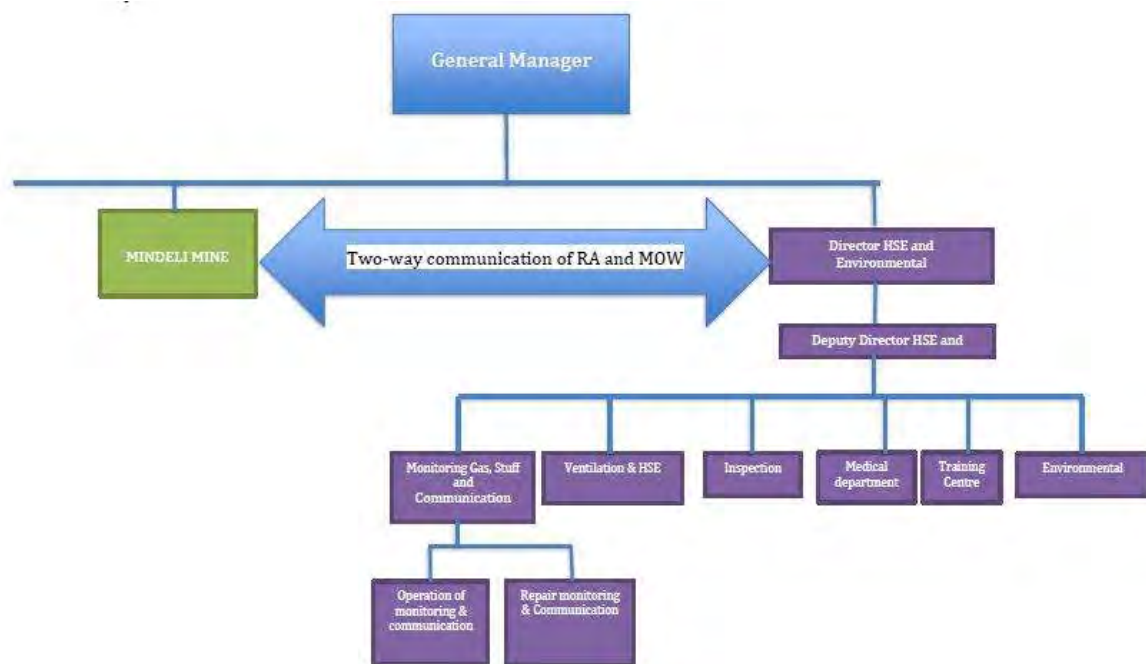 General Manager
MINDELI MINE
Two-way communication of RA and MOW
Director HSE and
Environmental
Deputy Director HSE and
Monitoring Gas, Stuff
and
Communication
Ventilation & HSE
Inspection
Medical
department
Training
Centre
Environmental
Operation of
monitoring &
communication
Repair monitoring
& Communication